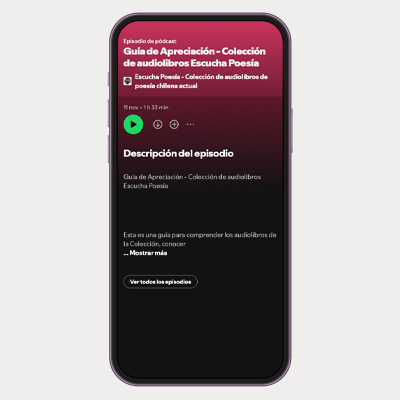 Episodio de pódcast
Guía de Apreciación - Colección
de audiolibros Escucha Poesía
Escucha Poesía - Colección de audiolibros de
poesía chilena actual
11 nov • 1 h 33 min
Descripción del episodio
Guía de Apreciación - Colección de audiolibros
Escucha Poesía
Esta es una guía para comprender los audiolibros de
la Colección, conocer
... Mostrar más
Ver todos los episodios